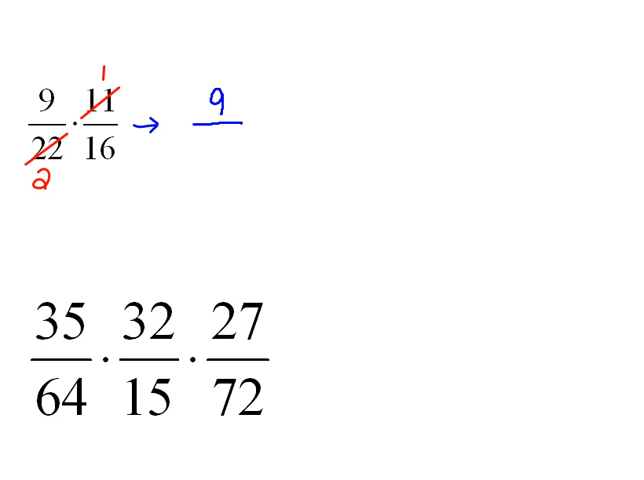 1
9/22 · 11/16 → 9/
2
35/64 · 32/15 · 27/72